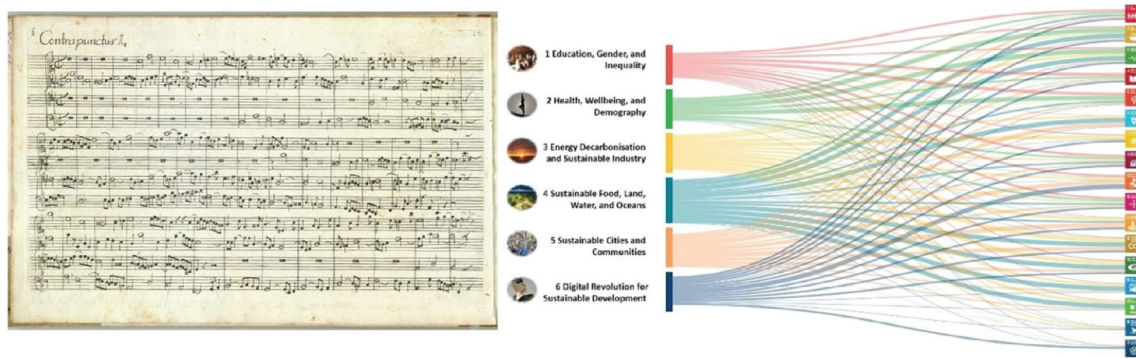 Contrapunctus
1 Education, Gender, and
Inequality
2 Health, Wellbeing, and
Demography
3 Energy Decarbonisation
and Sustainable Industry
4 Sustainable Food, Land,
Water, and Oceans
5 Sustainable Cities and
Communities
6 Digital Revolution for
Sustainable Development